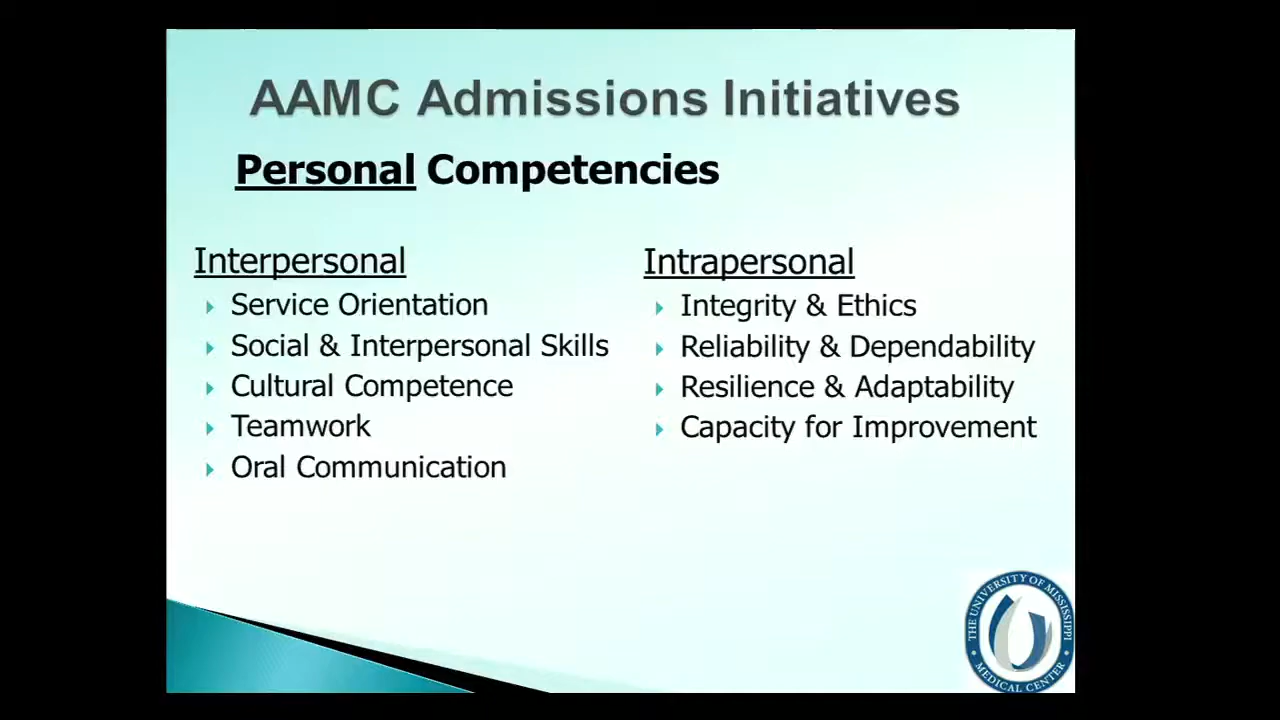 AAMC Admissions Initiatives
Personal Competencies
Interpersonal
Service Orientation
Social & Interpersonal Skills
Cultural Competence
Teamwork
Oral Communication
Intrapersonal
Integrity & Ethics
Reliability & Dependability
Resilience & Adaptability
Capacity for Improvement
THE UNIVERSITY OF MISSISSIPPI
MEDICAL CENTER